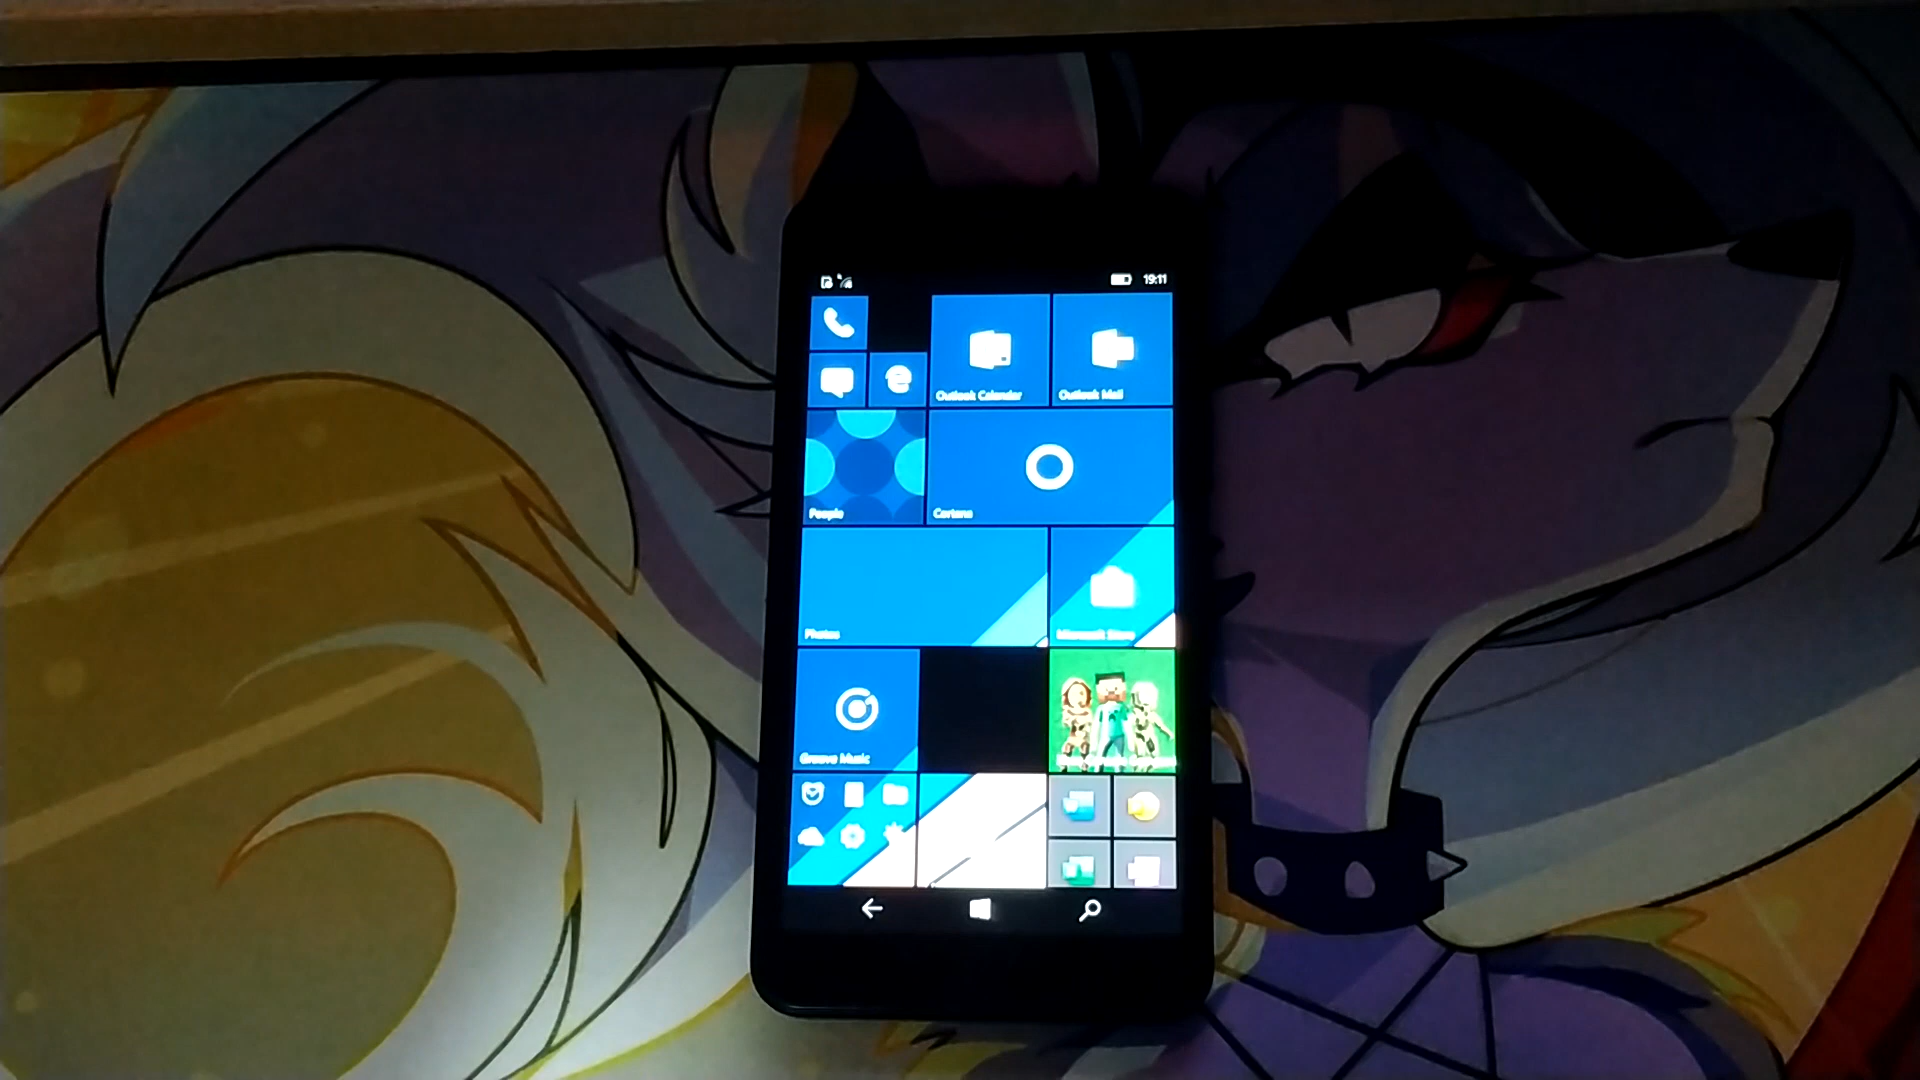 19:11
Outlook Calendar
Outlook Mail
People
Cortana
Photos
Microsoft Store
Groove Music